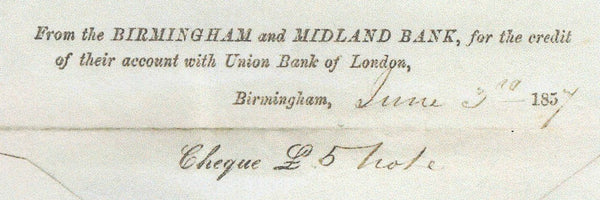 From the BIRMINGHAM and MIDLAND BANK, for the credit
of their account with Union Bank of London,
Birmingham, June 3rd 1857
Cheque £5 Note